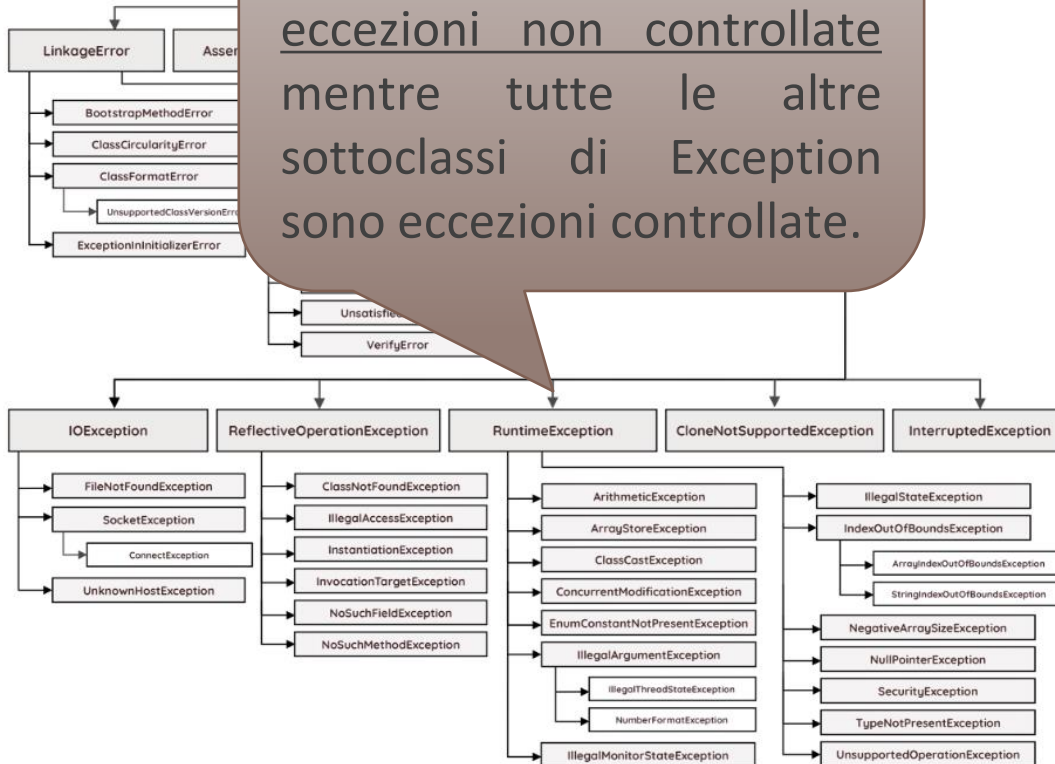 eccezioni non controllate
mentre tutte le altre
sottoclassi di Exception
sono eccezioni controllate.
LinkageError
BootstrapMethodError
ClassCircularityError
ClassFormatError
ExceptionInInitializerError
VerifyError
IOException
FileNotFoundException
SocketException
ConnectException
UnknownHostException
ReflectiveOperationException
ClassNotFoundException
IllegalAccessException
InstantiationException
InvocationTargetException
NoSuchFieldException
NoSuchMethodException
RuntimeException
ArithmeticException
ArrayStoreException
ClassCastException
ConcurrentModificationException
EnumConstantNotPresentException
IllegalArgumentException
IllegalThreadStateException
NumberFormatException
IllegalMonitorStateException
IllegalStateException
IndexOutOfBoundsException
ArrayIndexOutOfBoundsException
StringIndexOutOfBoundsException
NegativeArraySizeException
NullPointerException
SecurityException
TypeNotPresentException
UnsupportedOperationException
CloneNotSupportedException
InterruptedException